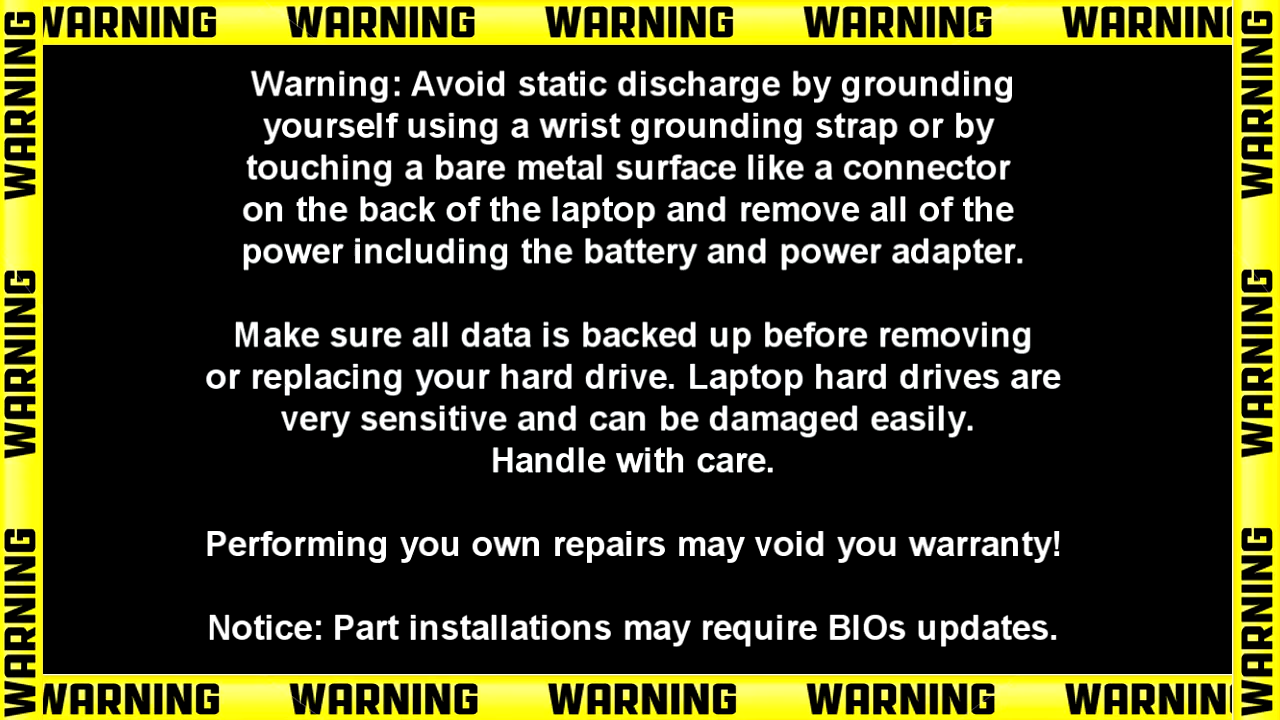 WARNING WARNING WARNING WARNING WARNING
WARNING
WARNING
WARNING
Warning: Avoid static discharge by grounding
yourself using a wrist grounding strap or by
touching a bare metal surface like a connector
on the back of the laptop and remove all of the
power including the battery and power adapter.
Make sure all data is backed up before removing
or replacing your hard drive. Laptop hard drives are
very sensitive and can be damaged easily.
Handle with care.
Performing you own repairs may void you warranty!
Notice: Part installations may require BIOs updates.
WARNING
WARNING
WARNING
WARNING WARNING WARNING WARNING WARNING